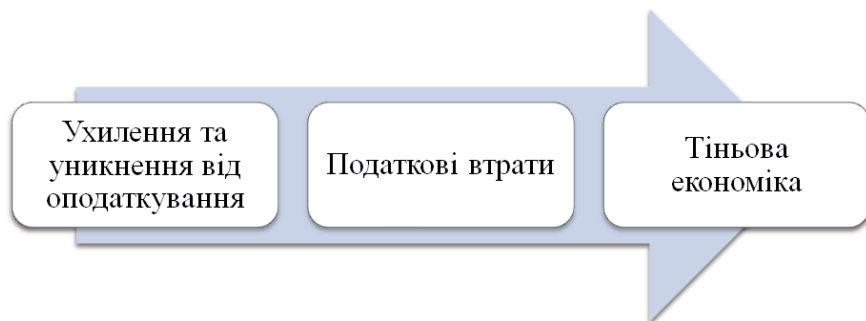 Ухилення та
уникнення від
оподаткування
Податкові втрати
Тіньова
економіка